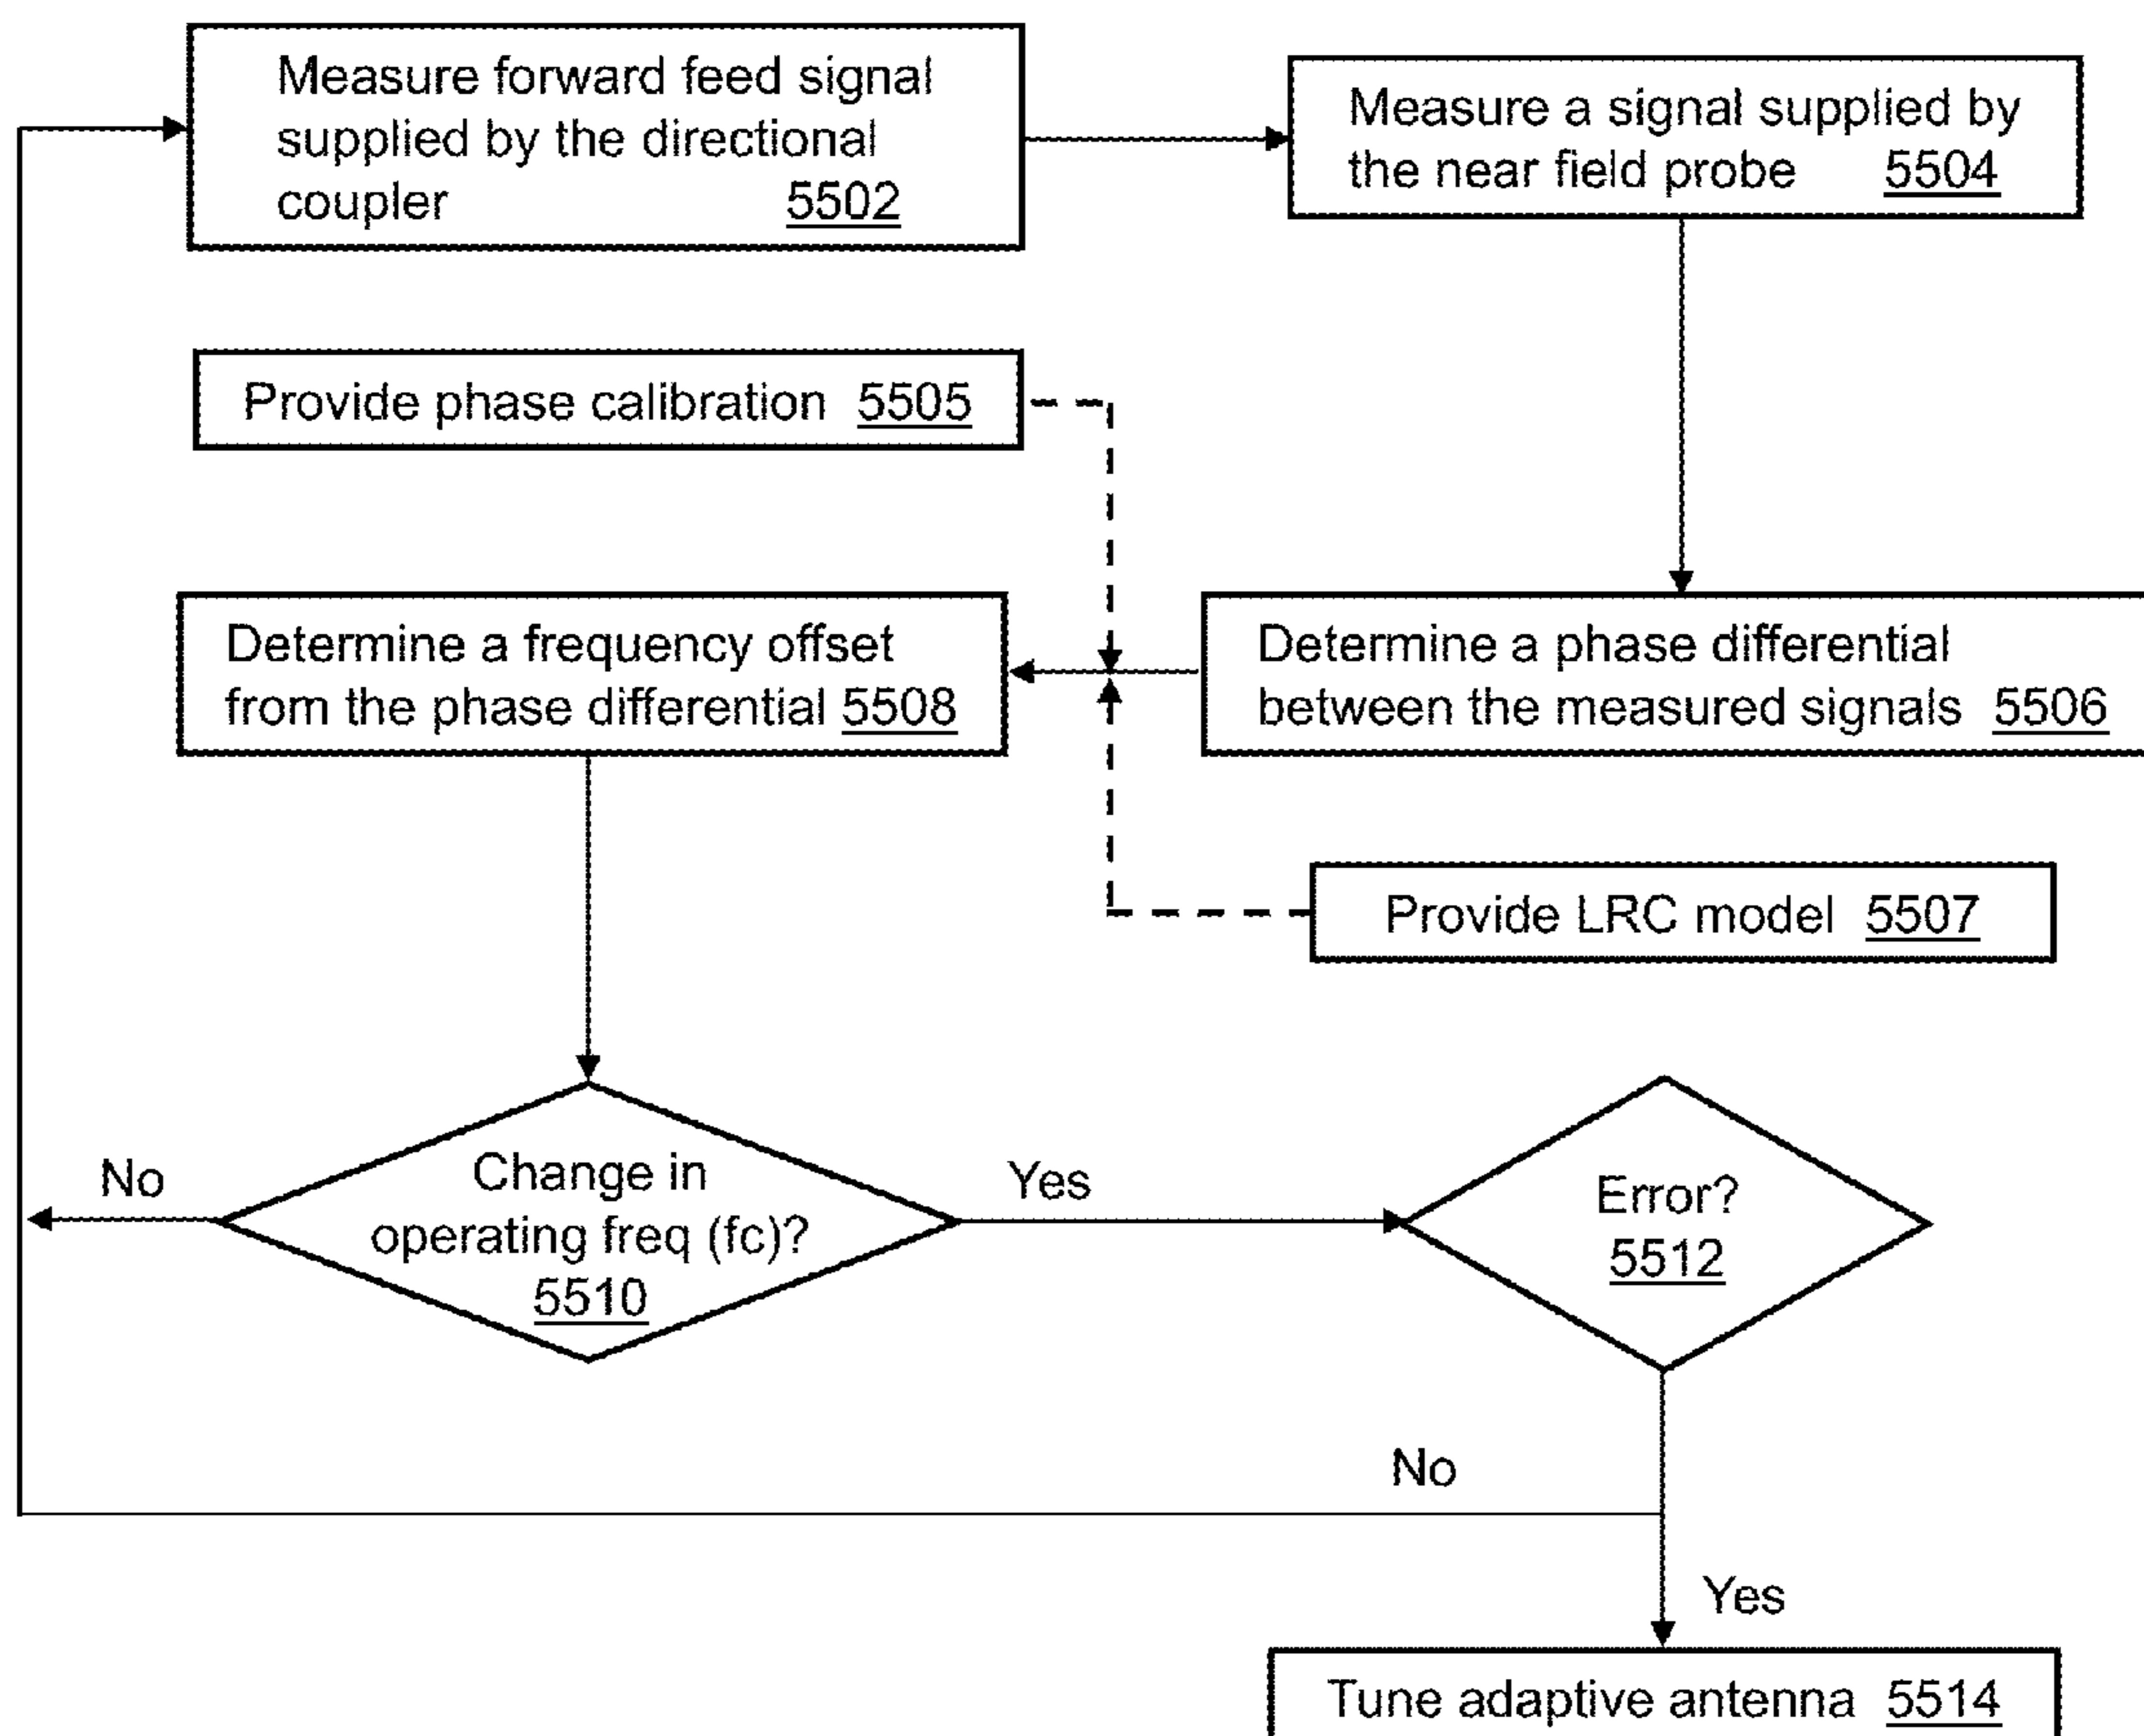 Measure forward feed signal
supplied by the directional
coupler 5502
Measure a signal supplied by
the near field probe 5504
Provide phase calibration 5505
Determine a frequency offset
from the phase differential 5508
Determine a phase differential
between the measured signals 5506
Provide LRC model 5507
No
Change in
operating freq (fc)?
5510
Yes
Error?
5512
No
Yes
Tune adaptive antenna 5514